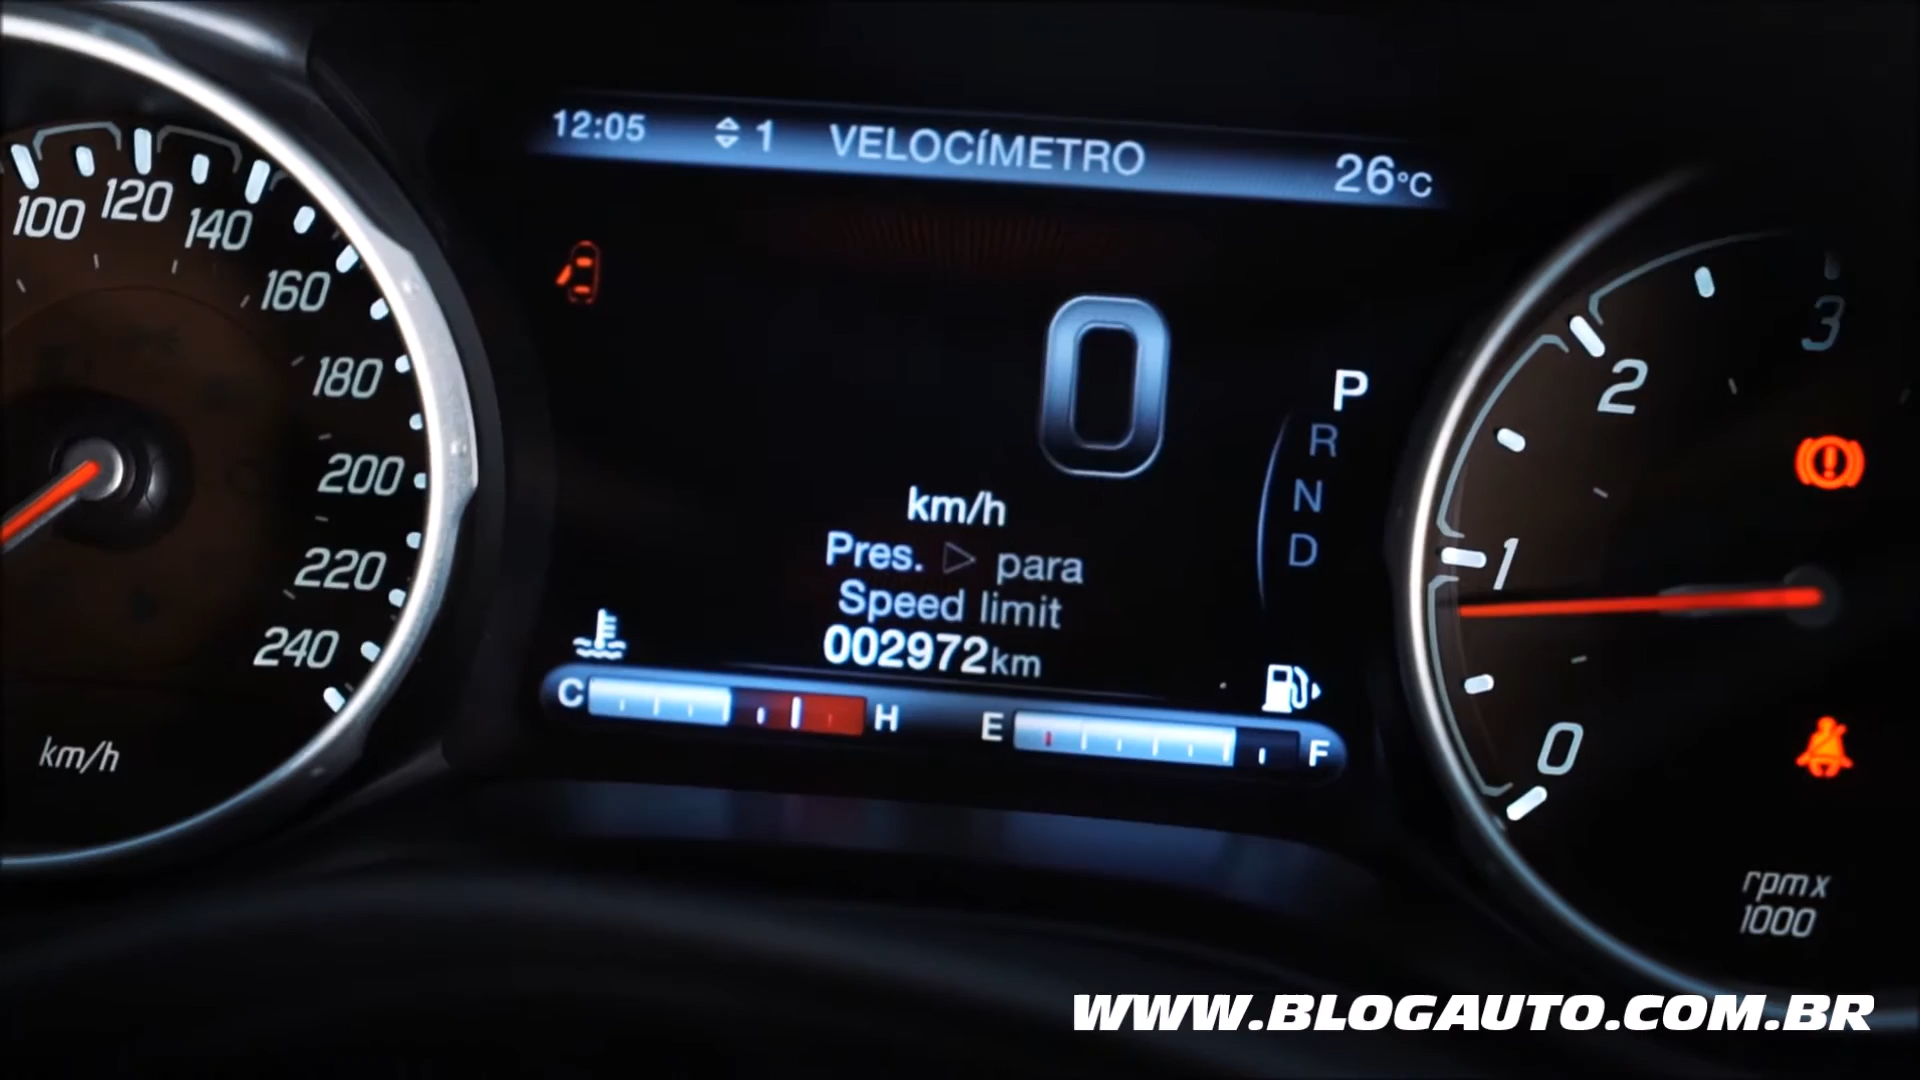 12:05 1 VELOCÍMETRO 26°C
100 120 140 160 180 200 220 240
km/h
0
km/h
Pres. ▷ para
Speed limit
002972km
P
R
N
D
C H E F
3
2
1
0
rpm x
1000
WWW.BLOGAUTO.COM.BR